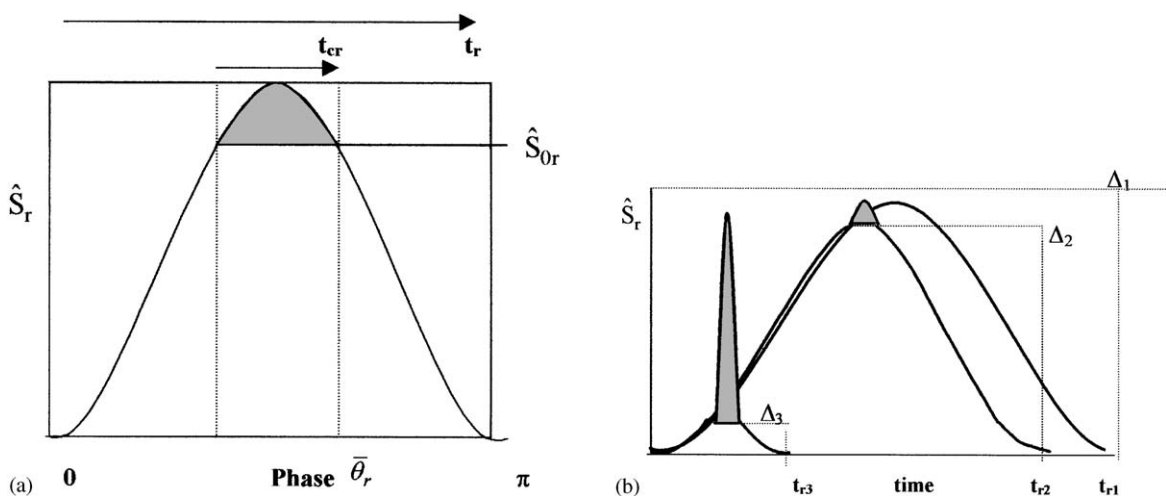 t_r
t_cr
Ŝ_0r
Ŝ_r
(a) 0 Phase θ̅_r π
Δ_1
Ŝ_r
Δ_2
Δ_3
(b) t_r3 time t_r2 t_r1